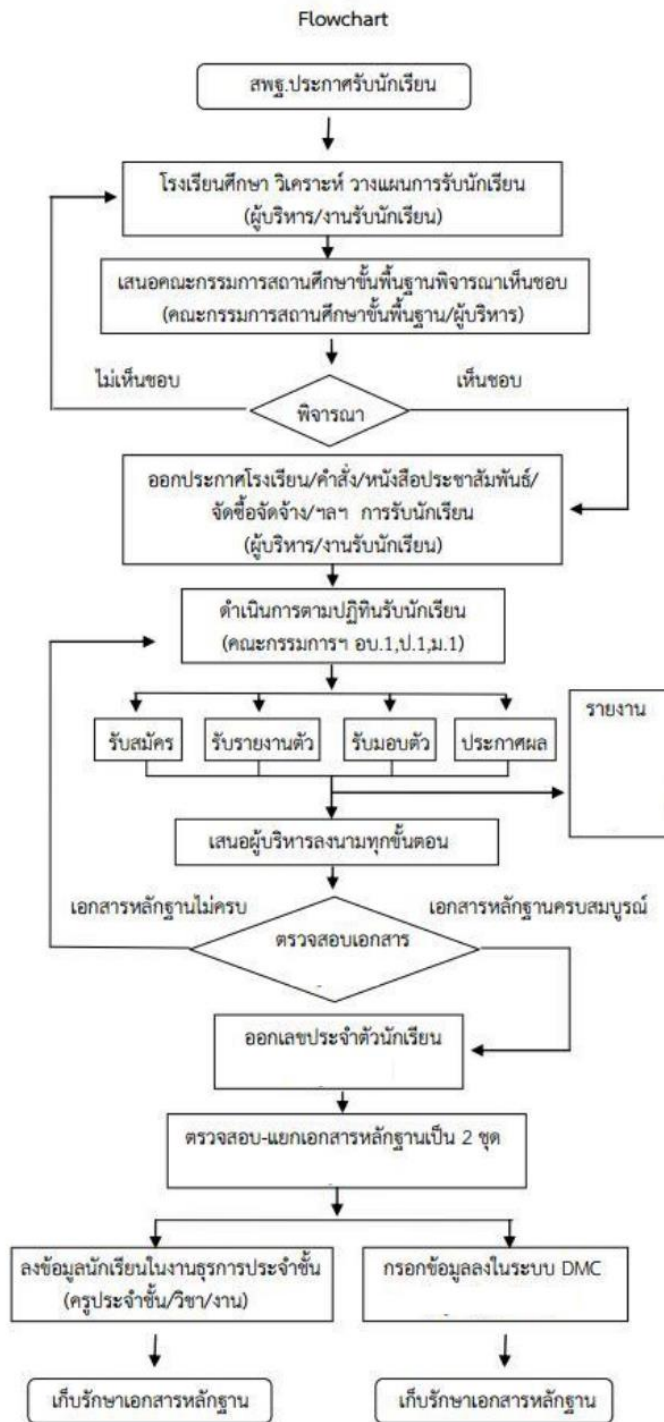 Flowchart
สพฐ.ประกาศรับนักเรียน
โรงเรียนศึกษา วิเคราะห์ วางแผนการรับนักเรียน
(ผู้บริหาร/งานรับนักเรียน)
เสนอคณะกรรมการสถานศึกษาขั้นพื้นฐานพิจารณาเห็นชอบ
(คณะกรรมการสถานศึกษาขั้นพื้นฐาน/ผู้บริหาร)
ไม่เห็นชอบ
เห็นชอบ
พิจารณา
ออกประกาศโรงเรียน/คำสั่ง/หนังสือประชาสัมพันธ์/
จัดซื้อจัดจ้าง/ฯลฯ การรับนักเรียน
(ผู้บริหาร/งานรับนักเรียน)
ดำเนินการตามปฏิทินรับนักเรียน
(คณะกรรมการฯ อบ.1,ป.1,ม.1)
รับสมัคร
รับรายงานตัว
รับมอบตัว
ประกาศผล
รายงาน
เสนอผู้บริหารลงนามทุกขั้นตอน
เอกสารหลักฐานไม่ครบ
เอกสารหลักฐานครบสมบูรณ์
ตรวจสอบเอกสาร
ออกเลขประจำตัวนักเรียน
ตรวจสอบ-แยกเอกสารหลักฐานเป็น 2 ชุด
ลงข้อมูลนักเรียนในงานธุรการประจำชั้น
(ครูประจำชั้น/วิชา/งาน)
กรอกข้อมูลลงในระบบ DMC
เก็บรักษาเอกสารหลักฐาน
เก็บรักษาเอกสารหลักฐาน